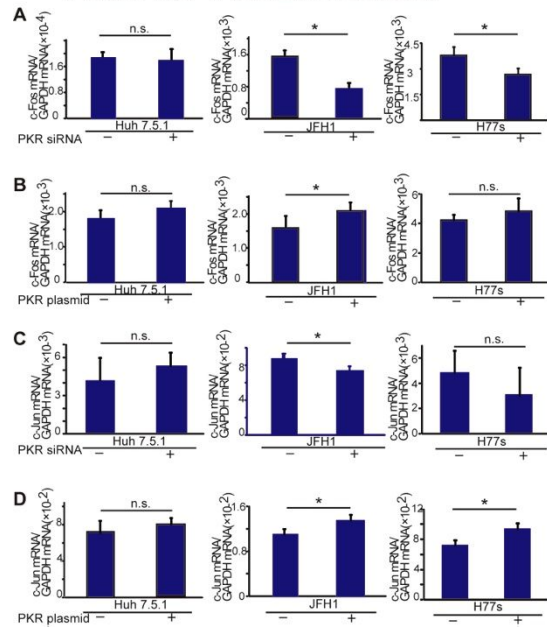 A
c-Fos mRNA/
GAPDH mRNA(×10-4)
1.8
1.2
0
n.s.
Huh 7.5.1
c-Fos mRNA/
GAPDH mRNA(×10-3)
1.6
0.8
0
*
JFH1
c-Fos mRNA/
GAPDH mRNA(×10-3)
4.5
*
H77s
PKR siRNA − + − + − +
B
c-Fos mRNA/
GAPDH mRNA(×10-3)
2.0
1.0
0
n.s.
Huh 7.5.1
c-Fos mRNA/
GAPDH mRNA(×10-3)
2.0
1.0
0
*
JFH1
c-Fos mRNA/
GAPDH mRNA(×10-3)
6
4
2
0
n.s.
H77s
PKR plasmid − + − + − +
C
c-Jun mRNA/
GAPDH mRNA(×10-3)
6
3
0
n.s.
Huh 7.5.1
c-Jun mRNA/
GAPDH mRNA(×10-2)
8
4
0
*
JFH1
c-Jun mRNA/
GAPDH mRNA(×10-3)
6
4
2
0
n.s.
H77s
PKR siRNA − + − + − +
D
c-Jun mRNA/
GAPDH mRNA(×10-2)
8
4
0
n.s.
Huh 7.5.1
c-Jun mRNA/
GAPDH mRNA(×10-2)
1.6
0
*
JFH1
c-Jun mRNA/
GAPDH mRNA(×10-2)
9
6
3
0
*
H77s
PKR plasmid − + − + − +